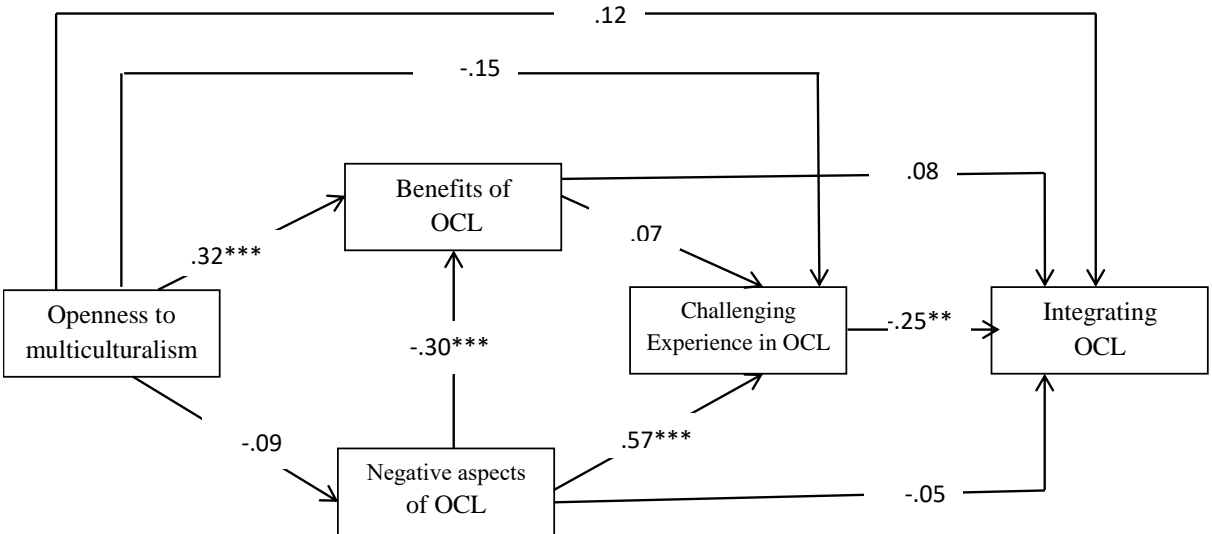 .12
-.15
Benefits of
OCL
.08
.32***
.07
Openness to
multiculturalism
-.30***
Challenging
Experience in OCL
-.25**
Integrating
OCL
-.09
.57***
Negative aspects
of OCL
-.05